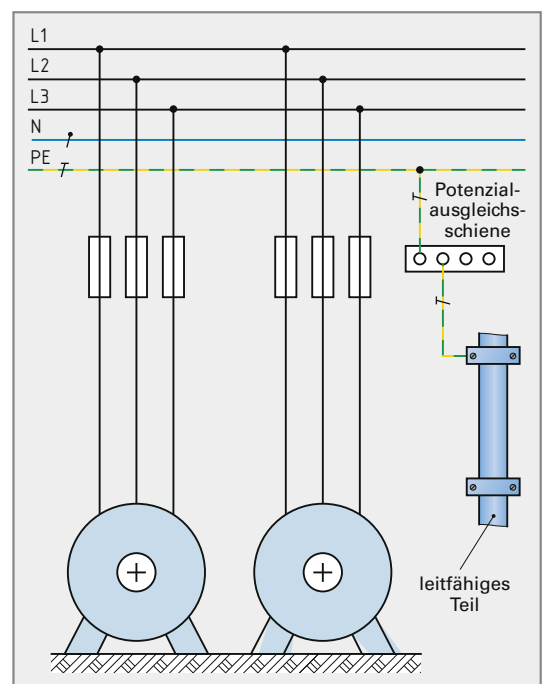 L1
L2
L3
N
PE
Potenzial-
ausgleichs-
schiene
leitfähiges
Teil